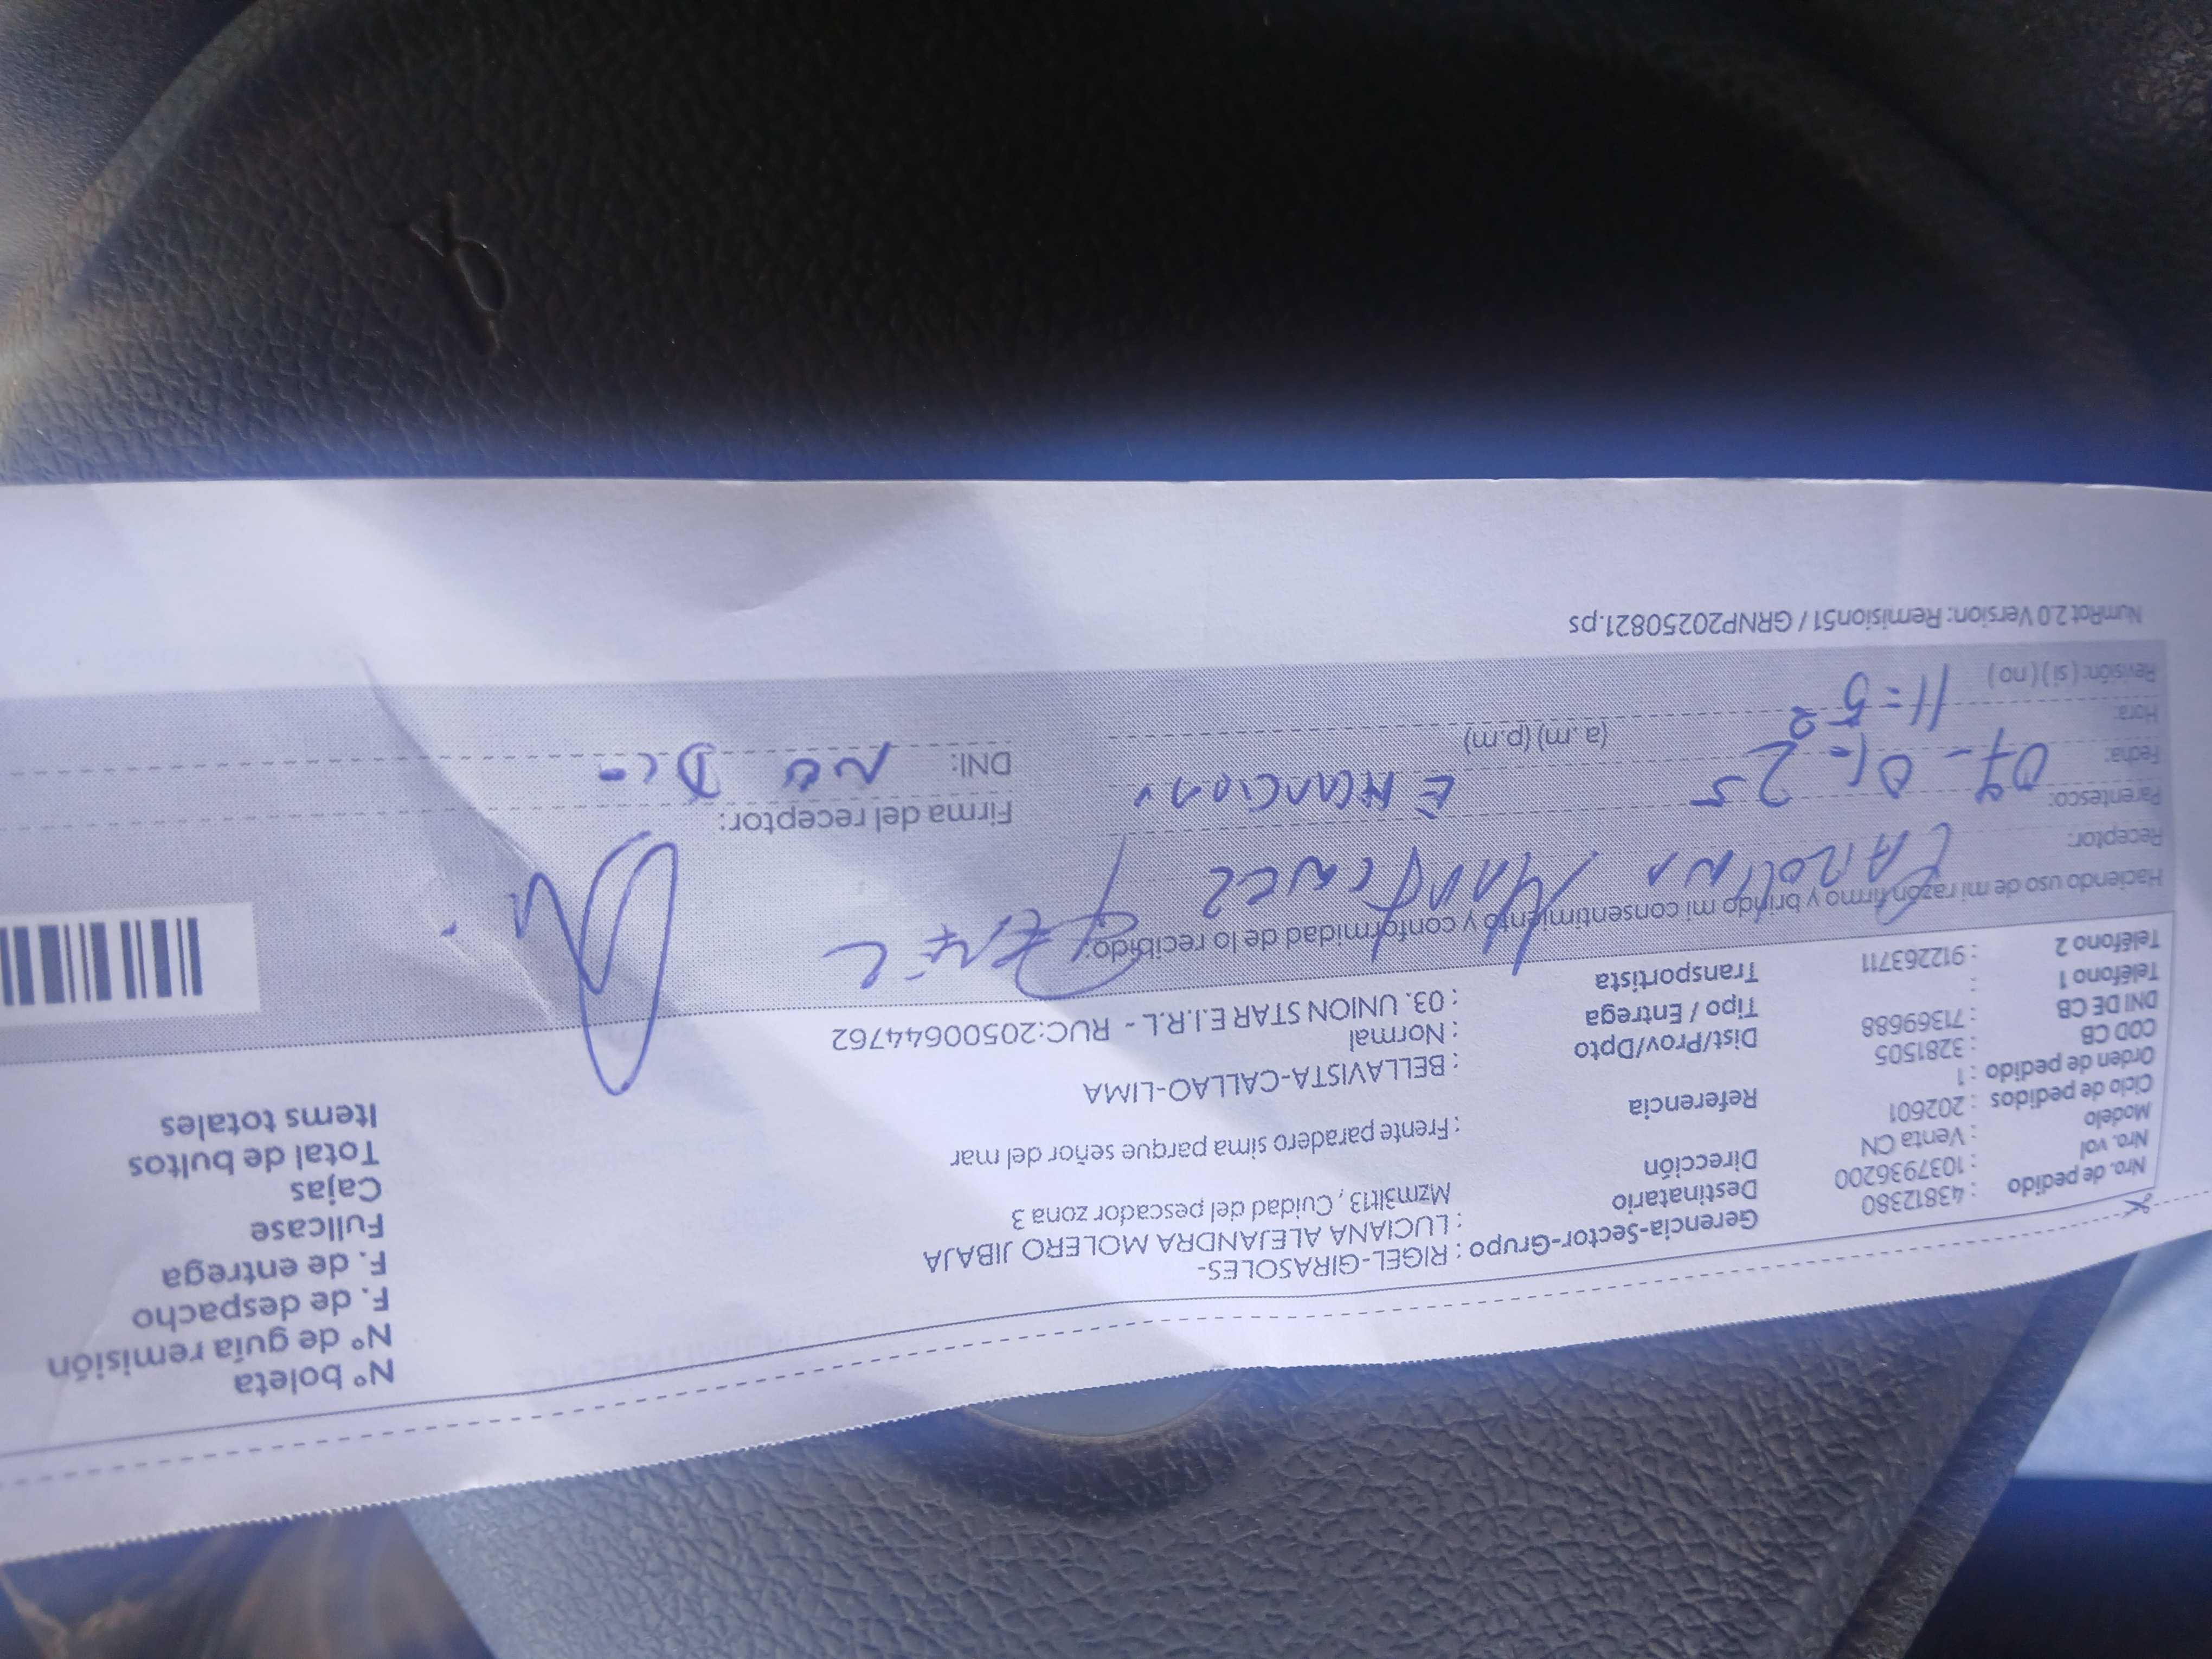 Nro. de pedido : 43812380
Nro. vol : 1037936200
Modelo : Venta CN
Ciclo de pedidos : 202601
Orden de pedido : 1
COD CB : 3281505
DNI DE CB : 71369688
Teléfono 1 :
Teléfono 2 : 912263711
Gerencia-Sector-Grupo : RIGEL-GIRASOLES-
Destinatario : LUCIANA ALEJANDRA MOLERO JIBAJA
Dirección Mzm3lt13 , Cuidad del pescador zona 3
Referencia : Frente paradero sima parque señor del mar
Dist/Prov/Dpto : BELLAVISTA-CALLAO-LIMA
Tipo / Entrega : Normal
Transportista : 03. UNION STAR E.I.R.L - RUC:20500644762
N° boleta
N° de guía remisión
F. de despacho
F. de entrega
Fullcase
Cajas
Total de bultos
Items totales
Haciendo uso de mi razón firmo y brindo mi consentimiento y conformidad de lo recibido:
Receptor: CAROLINA
Parentesco:
Fecha: 07-01-25
Hora: 11=52 (a. m) (p.m)
Revisión: ( si ) ( no )
Firma del receptor:
DNI: NO DIO
NumRot 2.0 Version: Remision51 / GRNP20250821.ps